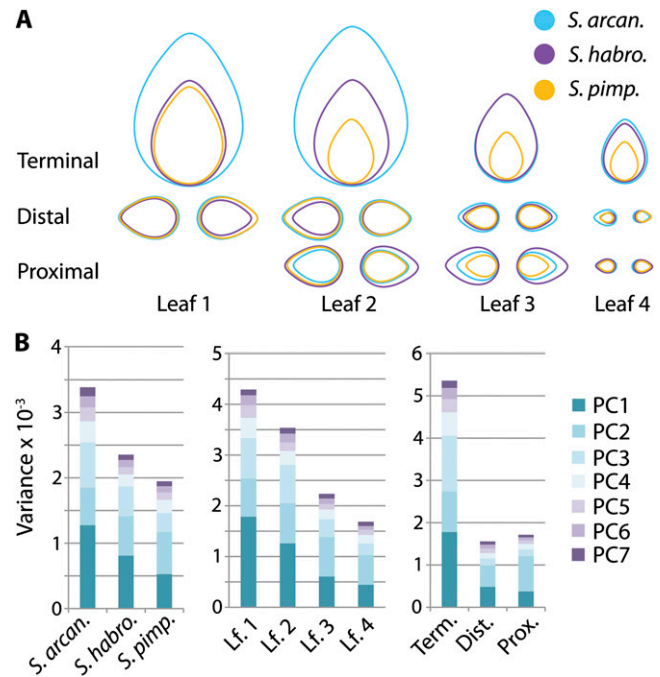 A
S. arcan.
S. habro.
S. pimp.
Terminal
Distal
Proximal
Leaf 1
Leaf 2
Leaf 3
Leaf 4
B
Variance x 10⁻³
4
3
2
1
0
S. arcan.
S. habro.
S. pimp.
5
4
3
2
1
0
Lf. 1
Lf. 2
Lf. 3
Lf. 4
6
5
4
3
2
1
0
Term.
Dist.
Prox.
PC1
PC2
PC3
PC4
PC5
PC6
PC7